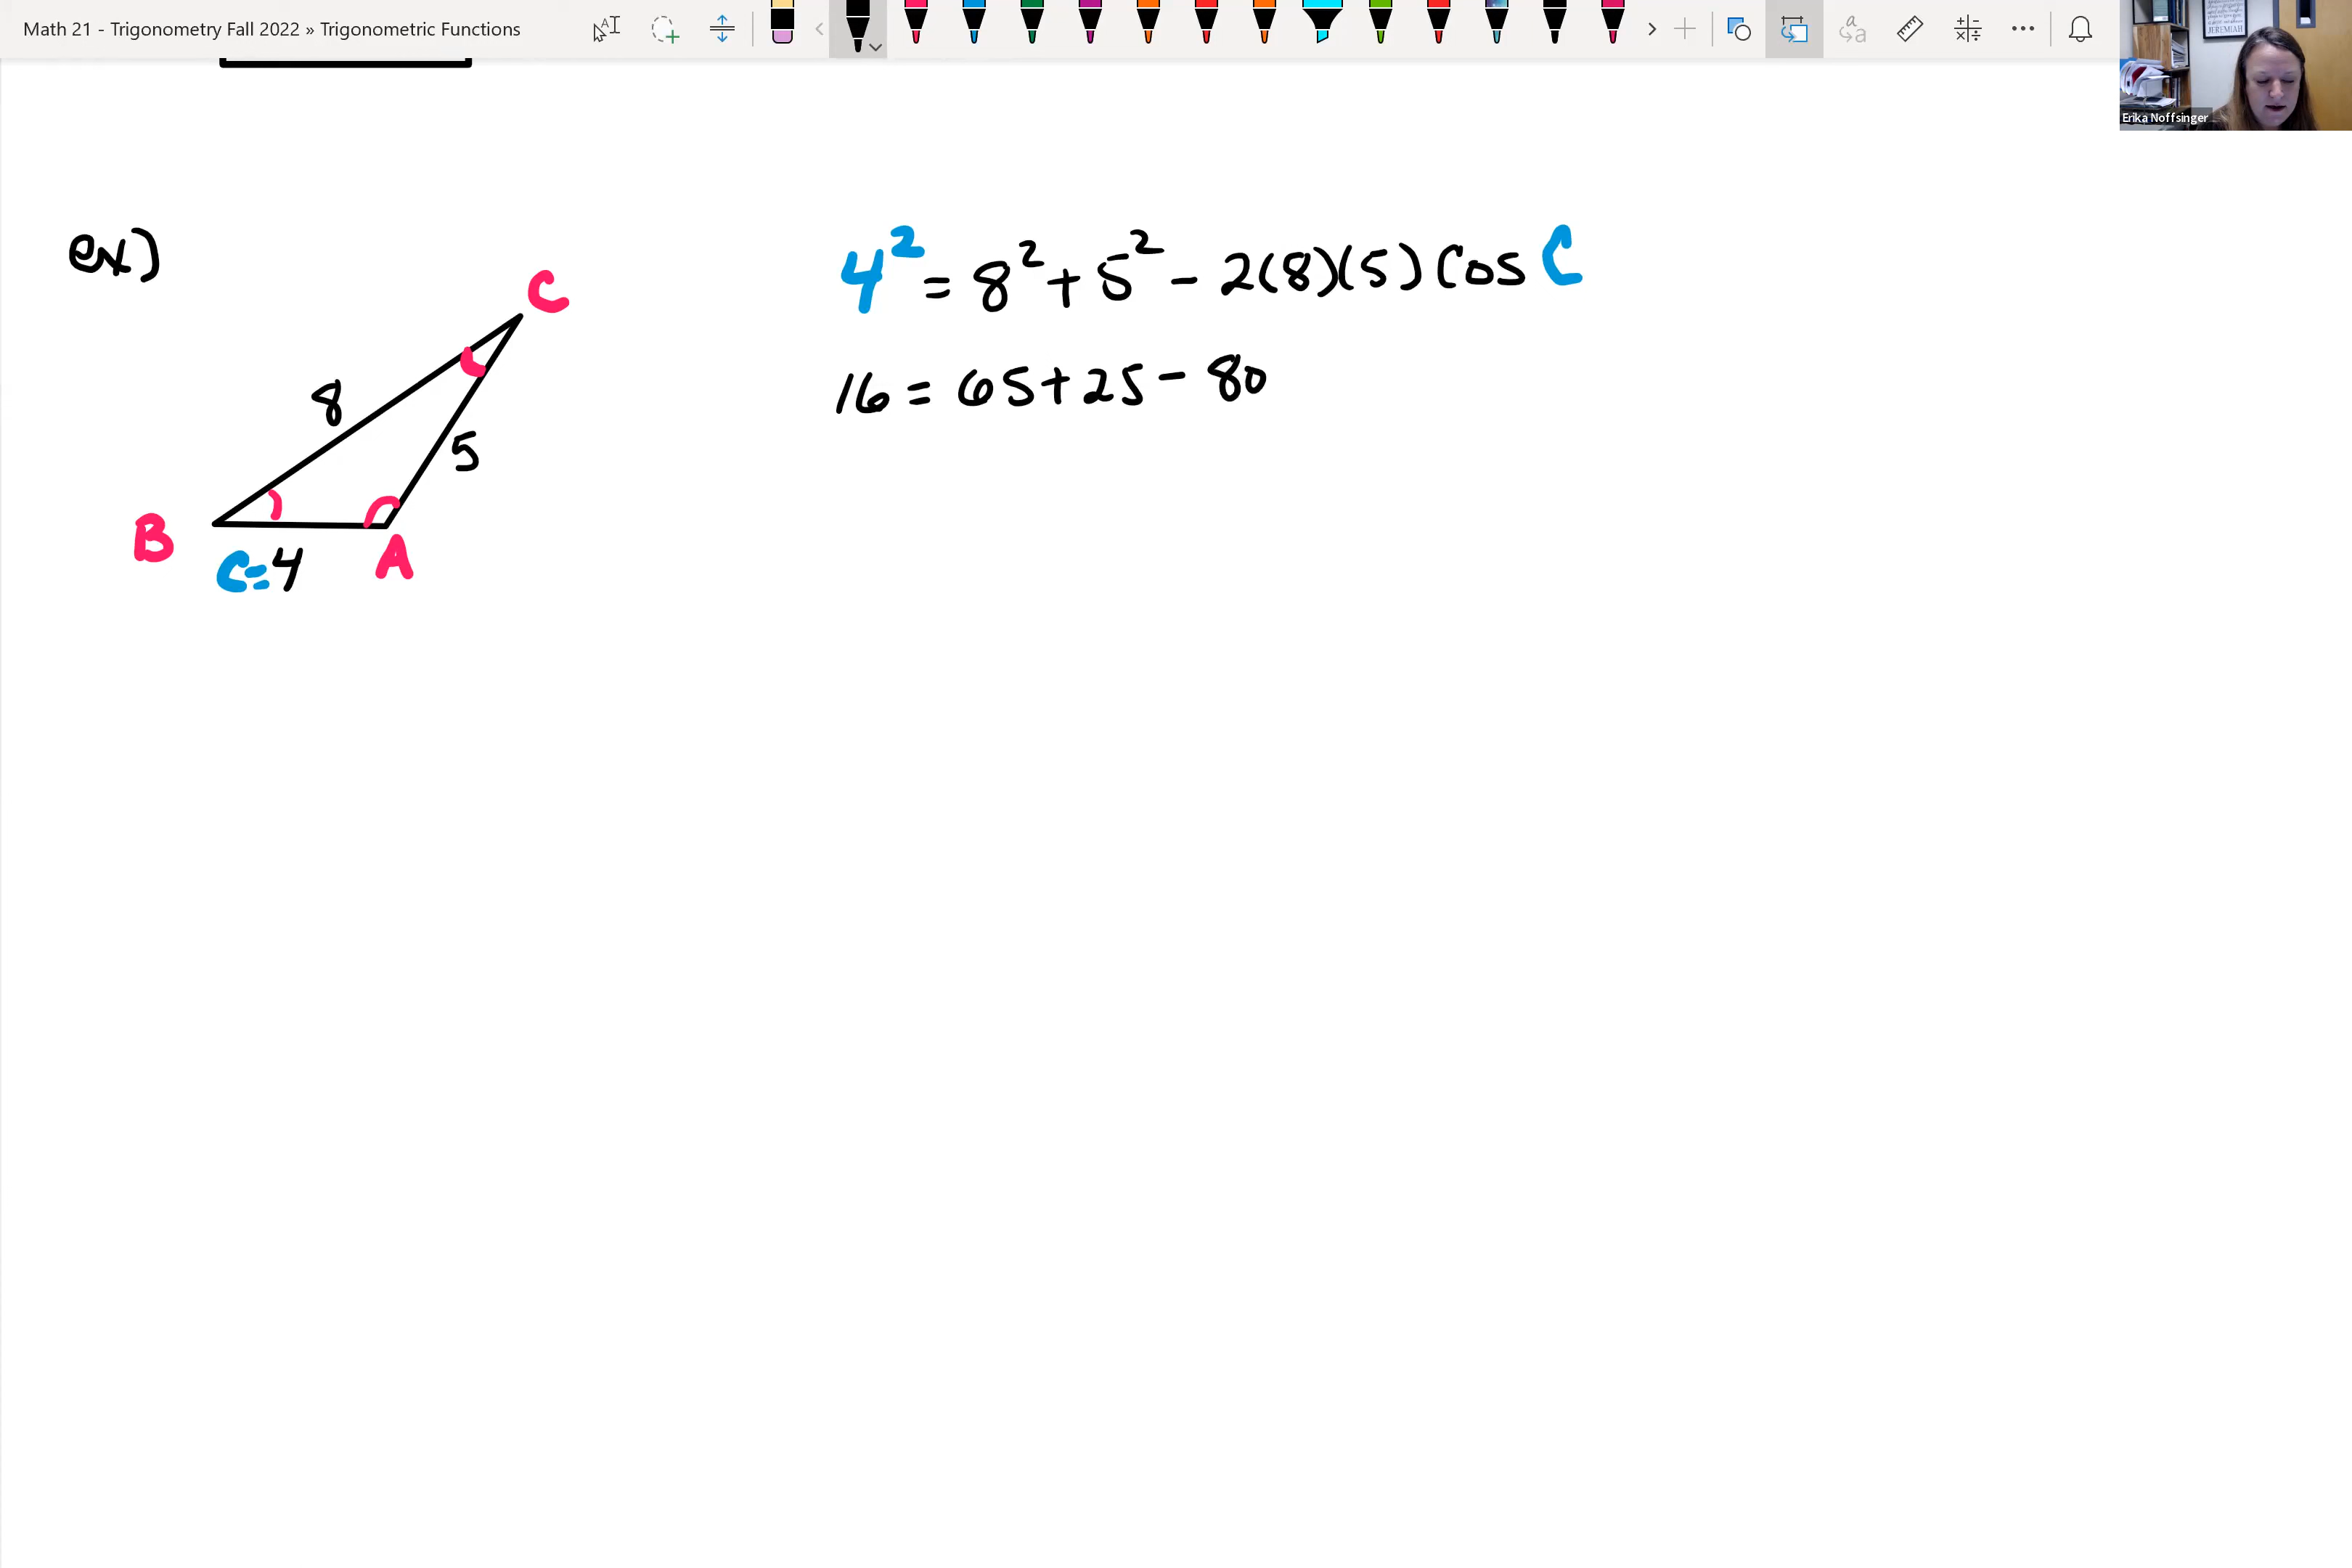 Math 21 - Trigonometry Fall 2022 » Trigonometric Functions
JEREMIAH
Erika Noffsinger
ex)
4² = 8² + 5² - 2(8)(5) Cos C
C
16 = 65 + 25 - 80
8
5
B
A
C=4